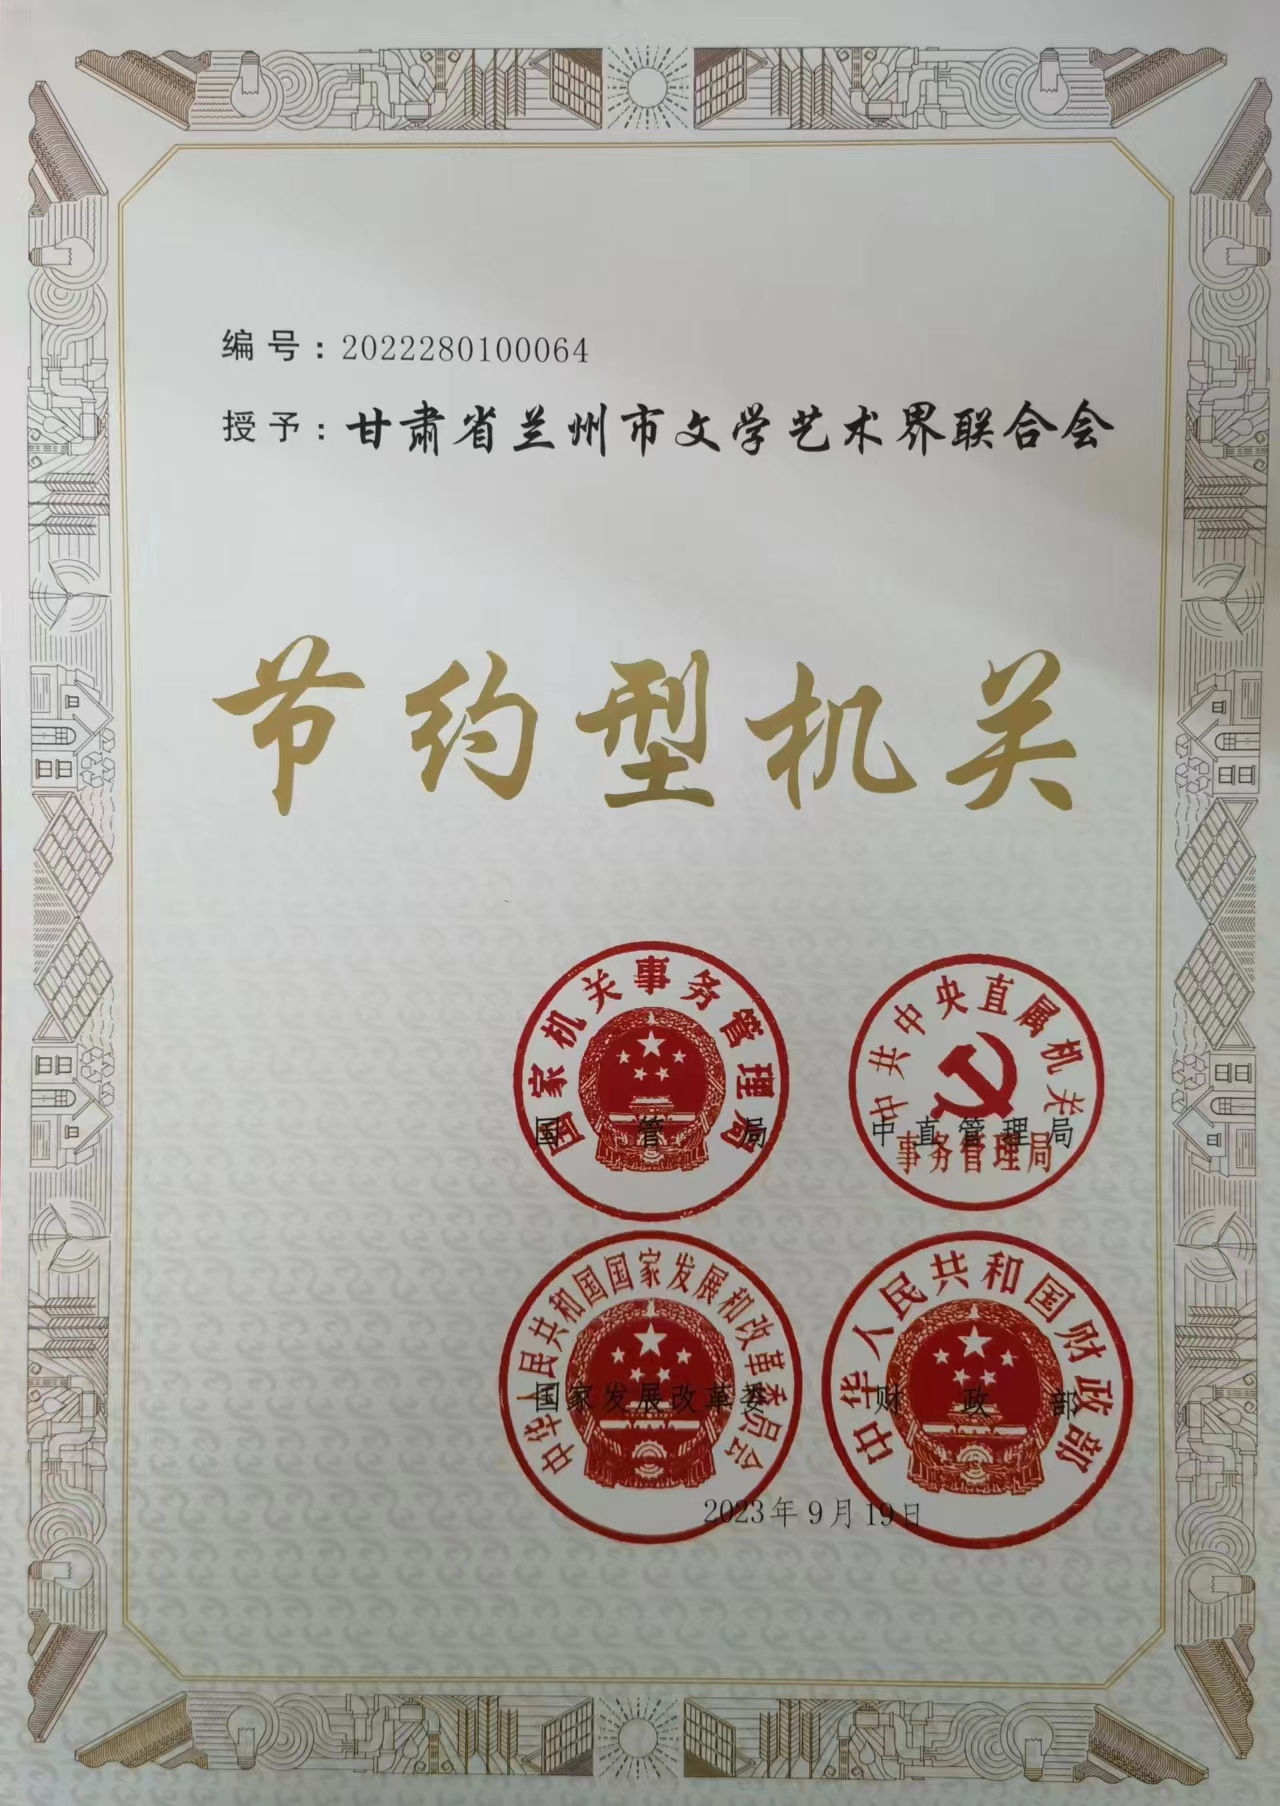 编号：2022280100064
授予：甘肃省兰州市文学艺术界联合会
节约型机关
国家机关事务管理局
国管局
中共中央直属机关
事务管理局
中直管理局
中华人民共和国国家发展和改革委员会
国家发展改革委
中华人民共和国财政部
财政部
2023年9月19日